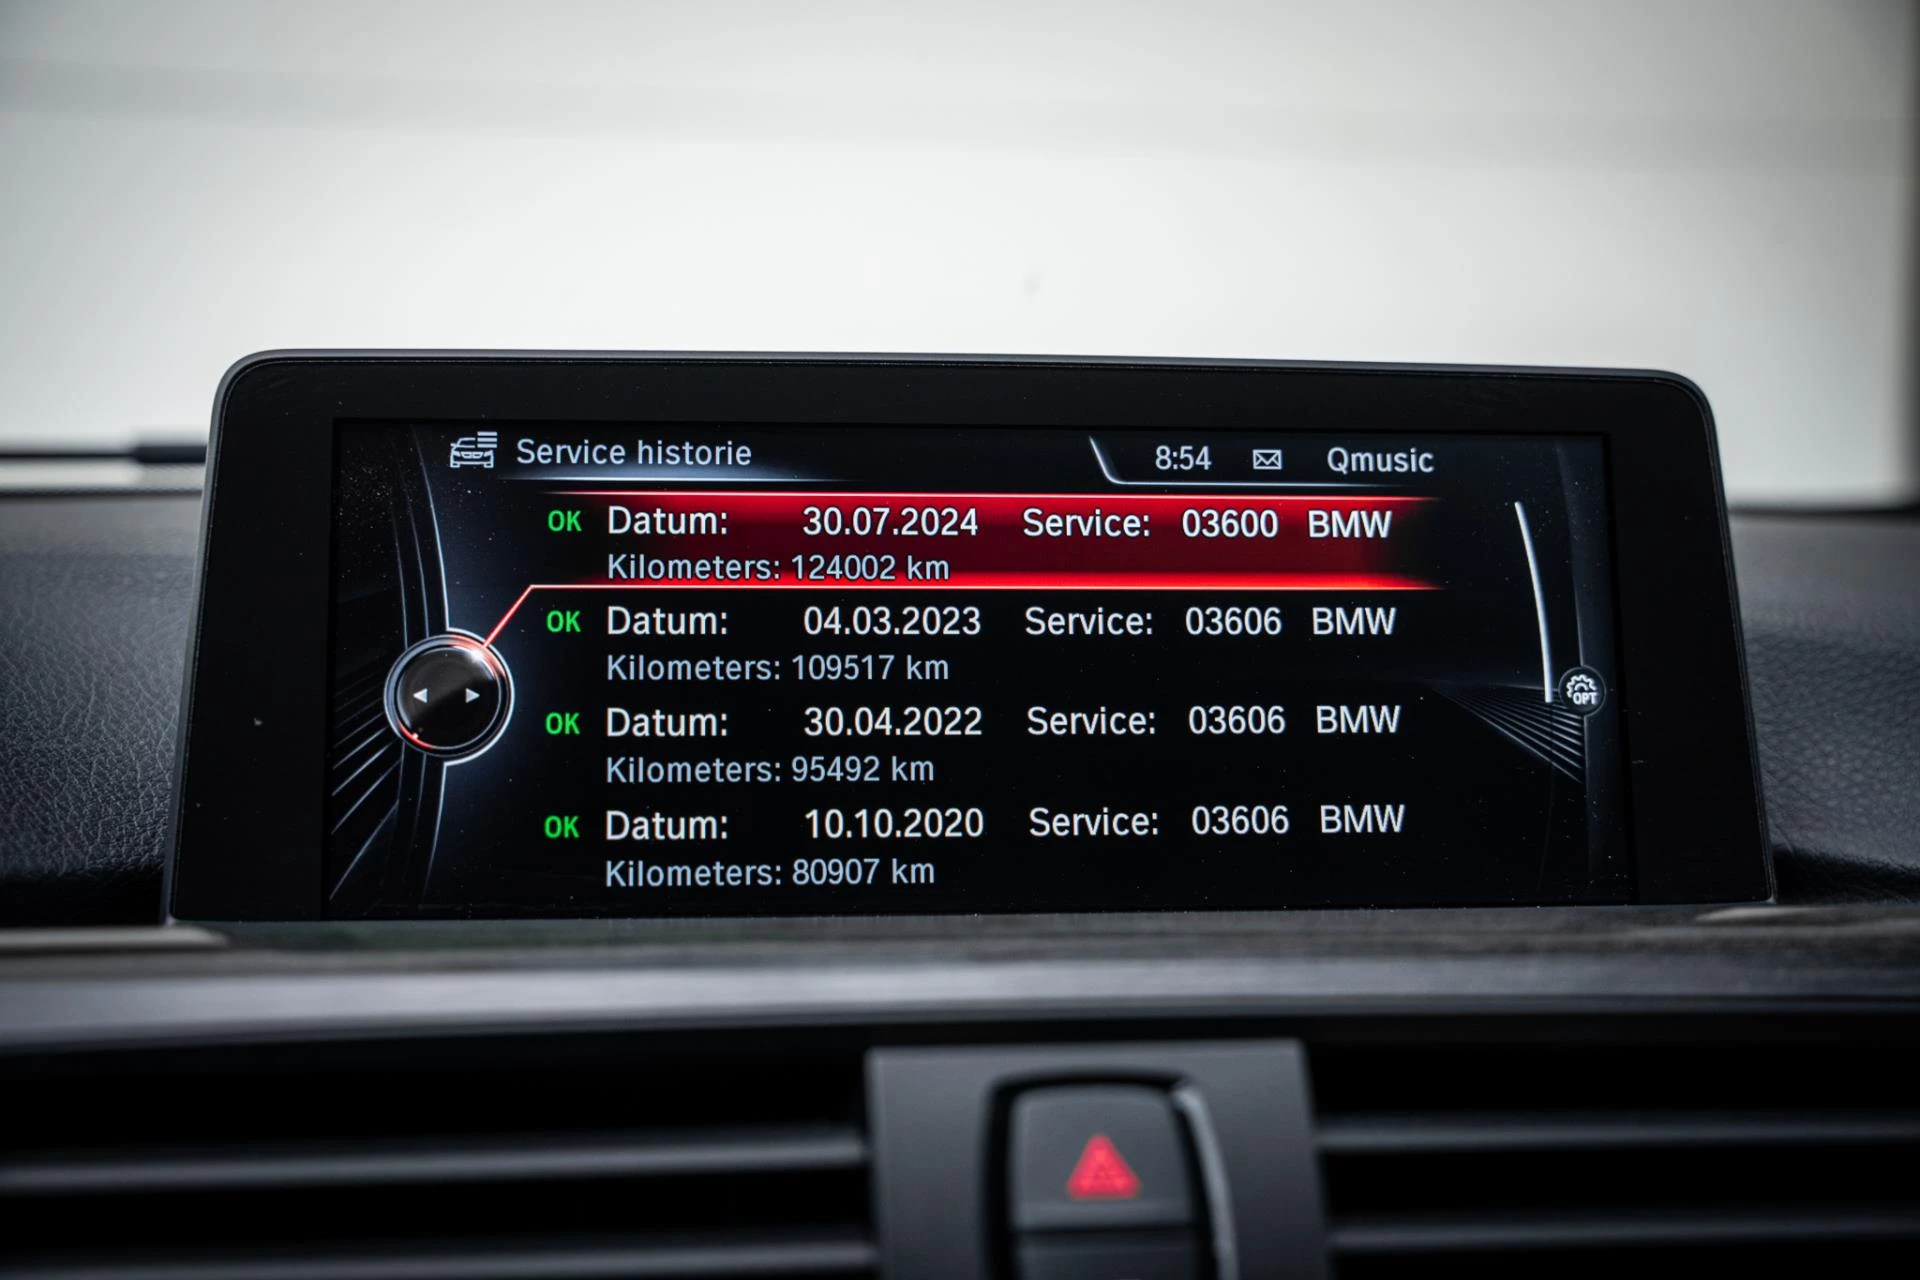 Service historie 8:54 Qmusic
OK Datum: 30.07.2024 Service: 03600 BMW
Kilometers: 124002 km
OK Datum: 04.03.2023 Service: 03606 BMW
Kilometers: 109517 km
OK Datum: 30.04.2022 Service: 03606 BMW
Kilometers: 95492 km
OPT
OK Datum: 10.10.2020 Service: 03606 BMW
Kilometers: 80907 km